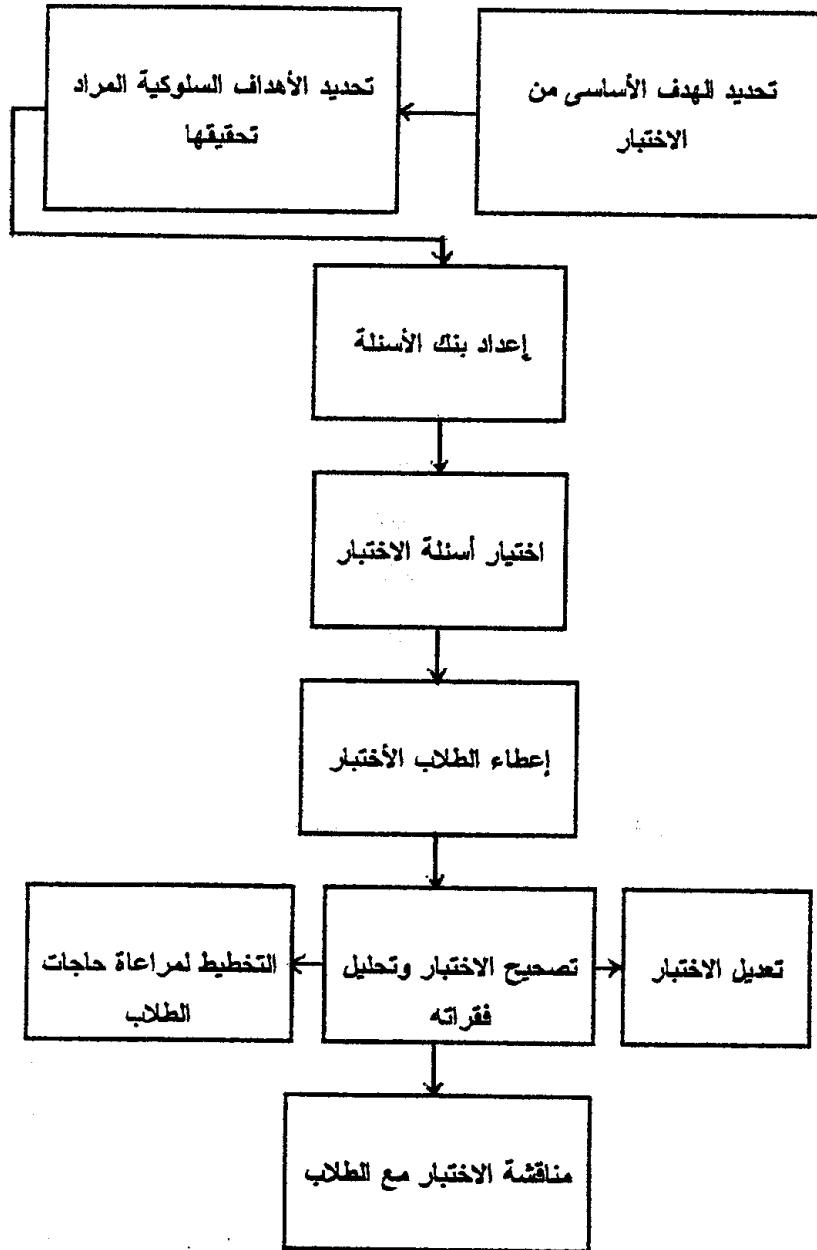 تحديد الهدف الأساسى من
الاختبار
تحديد الأهداف السلوكية المراد
تحقيقها
إعداد بنك الأسئلة
اختيار أسئلة الاختبار
إعطاء الطلاب الأختبار
تعديل الاختبار
تصحيح الاختبار وتحليل
فقراته
التخطيط لمراعاة حاجات
الطلاب
مناقشة الاختبار مع الطلاب